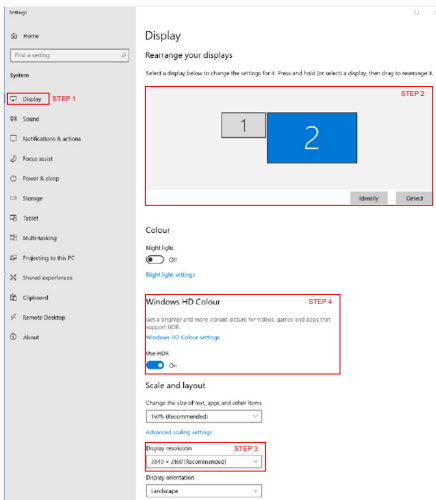 Settings
Home
Find a setting
System
Display
STEP 1
Sound
Notifications & actions
Focus assist
Power & sleep
Storage
Tablet
Multi-tasking
Projecting to this PC
Shared experiences
Clipboard
Remote Desktop
About
Display
Rearrange your displays
Select a display below to change the settings for it. Press and hold (or select) a display, then drag to rearrange it.
STEP 2
1
2
Identify
Detect
Colour
Night light
Off
Night light settings
Windows HD Colour
STEP 4
Get a brighter and more vibrant picture for videos, games and apps that
support HDR.
Windows HD Colour settings
Use HDR
On
Scale and layout
Change the size of text, apps and other items
150% (Recommended)
Advanced scaling settings
Display resolution
STEP 3
3840 × 2160 (Recommended)
Display orientation
Landscape